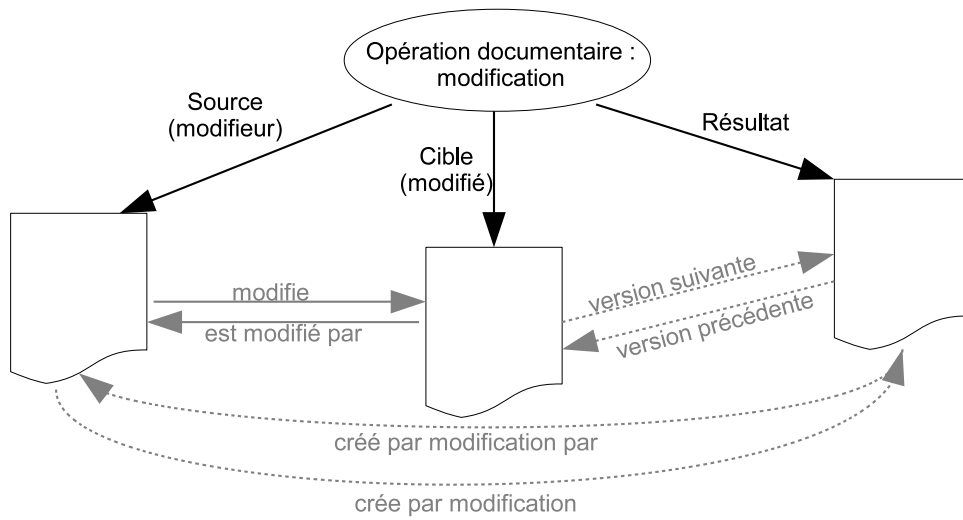 Opération documentaire :
modification
Source
(modifieur)
Cible
(modifié)
Résultat
modifie
est modifié par
version suivante
version précédente
créé par modification par
crée par modification